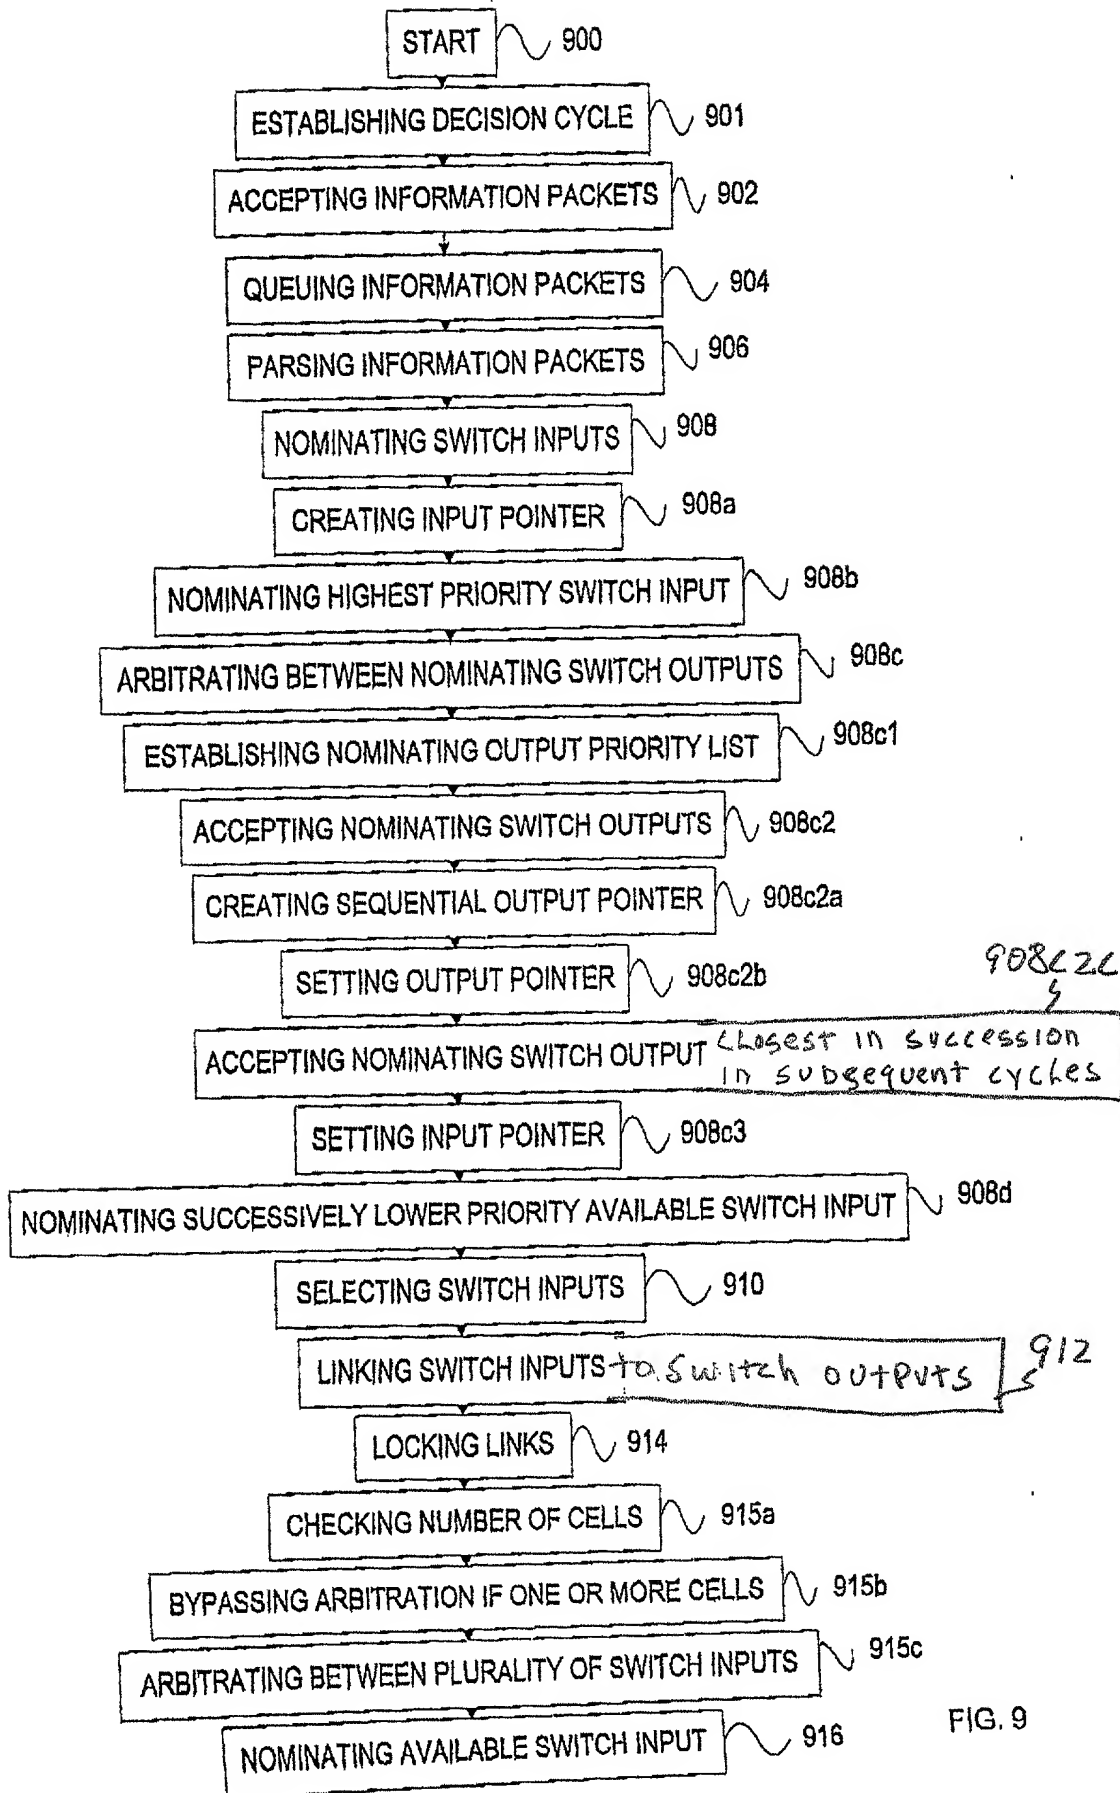 START 900
ESTABLISHING DECISION CYCLE 901
ACCEPTING INFORMATION PACKETS 902
QUEUING INFORMATION PACKETS 904
PARSING INFORMATION PACKETS 906
NOMINATING SWITCH INPUTS 908
CREATING INPUT POINTER 908a
NOMINATING HIGHEST PRIORITY SWITCH INPUT 908b
ARBITRATING BETWEEN NOMINATING SWITCH OUTPUTS 908c
ESTABLISHING NOMINATING OUTPUT PRIORITY LIST 908c1
ACCEPTING NOMINATING SWITCH OUTPUTS 908c2
CREATING SEQUENTIAL OUTPUT POINTER 908c2a
SETTING OUTPUT POINTER 908c2b
908c2c
ACCEPTING NOMINATING SWITCH OUTPUT closest in succession
in subsequent cycles
SETTING INPUT POINTER 908c3
NOMINATING SUCCESSIVELY LOWER PRIORITY AVAILABLE SWITCH INPUT 908d
SELECTING SWITCH INPUTS 910
LINKING SWITCH INPUTS to switch outputs 912
LOCKING LINKS 914
CHECKING NUMBER OF CELLS 915a
BYPASSING ARBITRATION IF ONE OR MORE CELLS 915b
ARBITRATING BETWEEN PLURALITY OF SWITCH INPUTS 915c
NOMINATING AVAILABLE SWITCH INPUT 916
FIG. 9